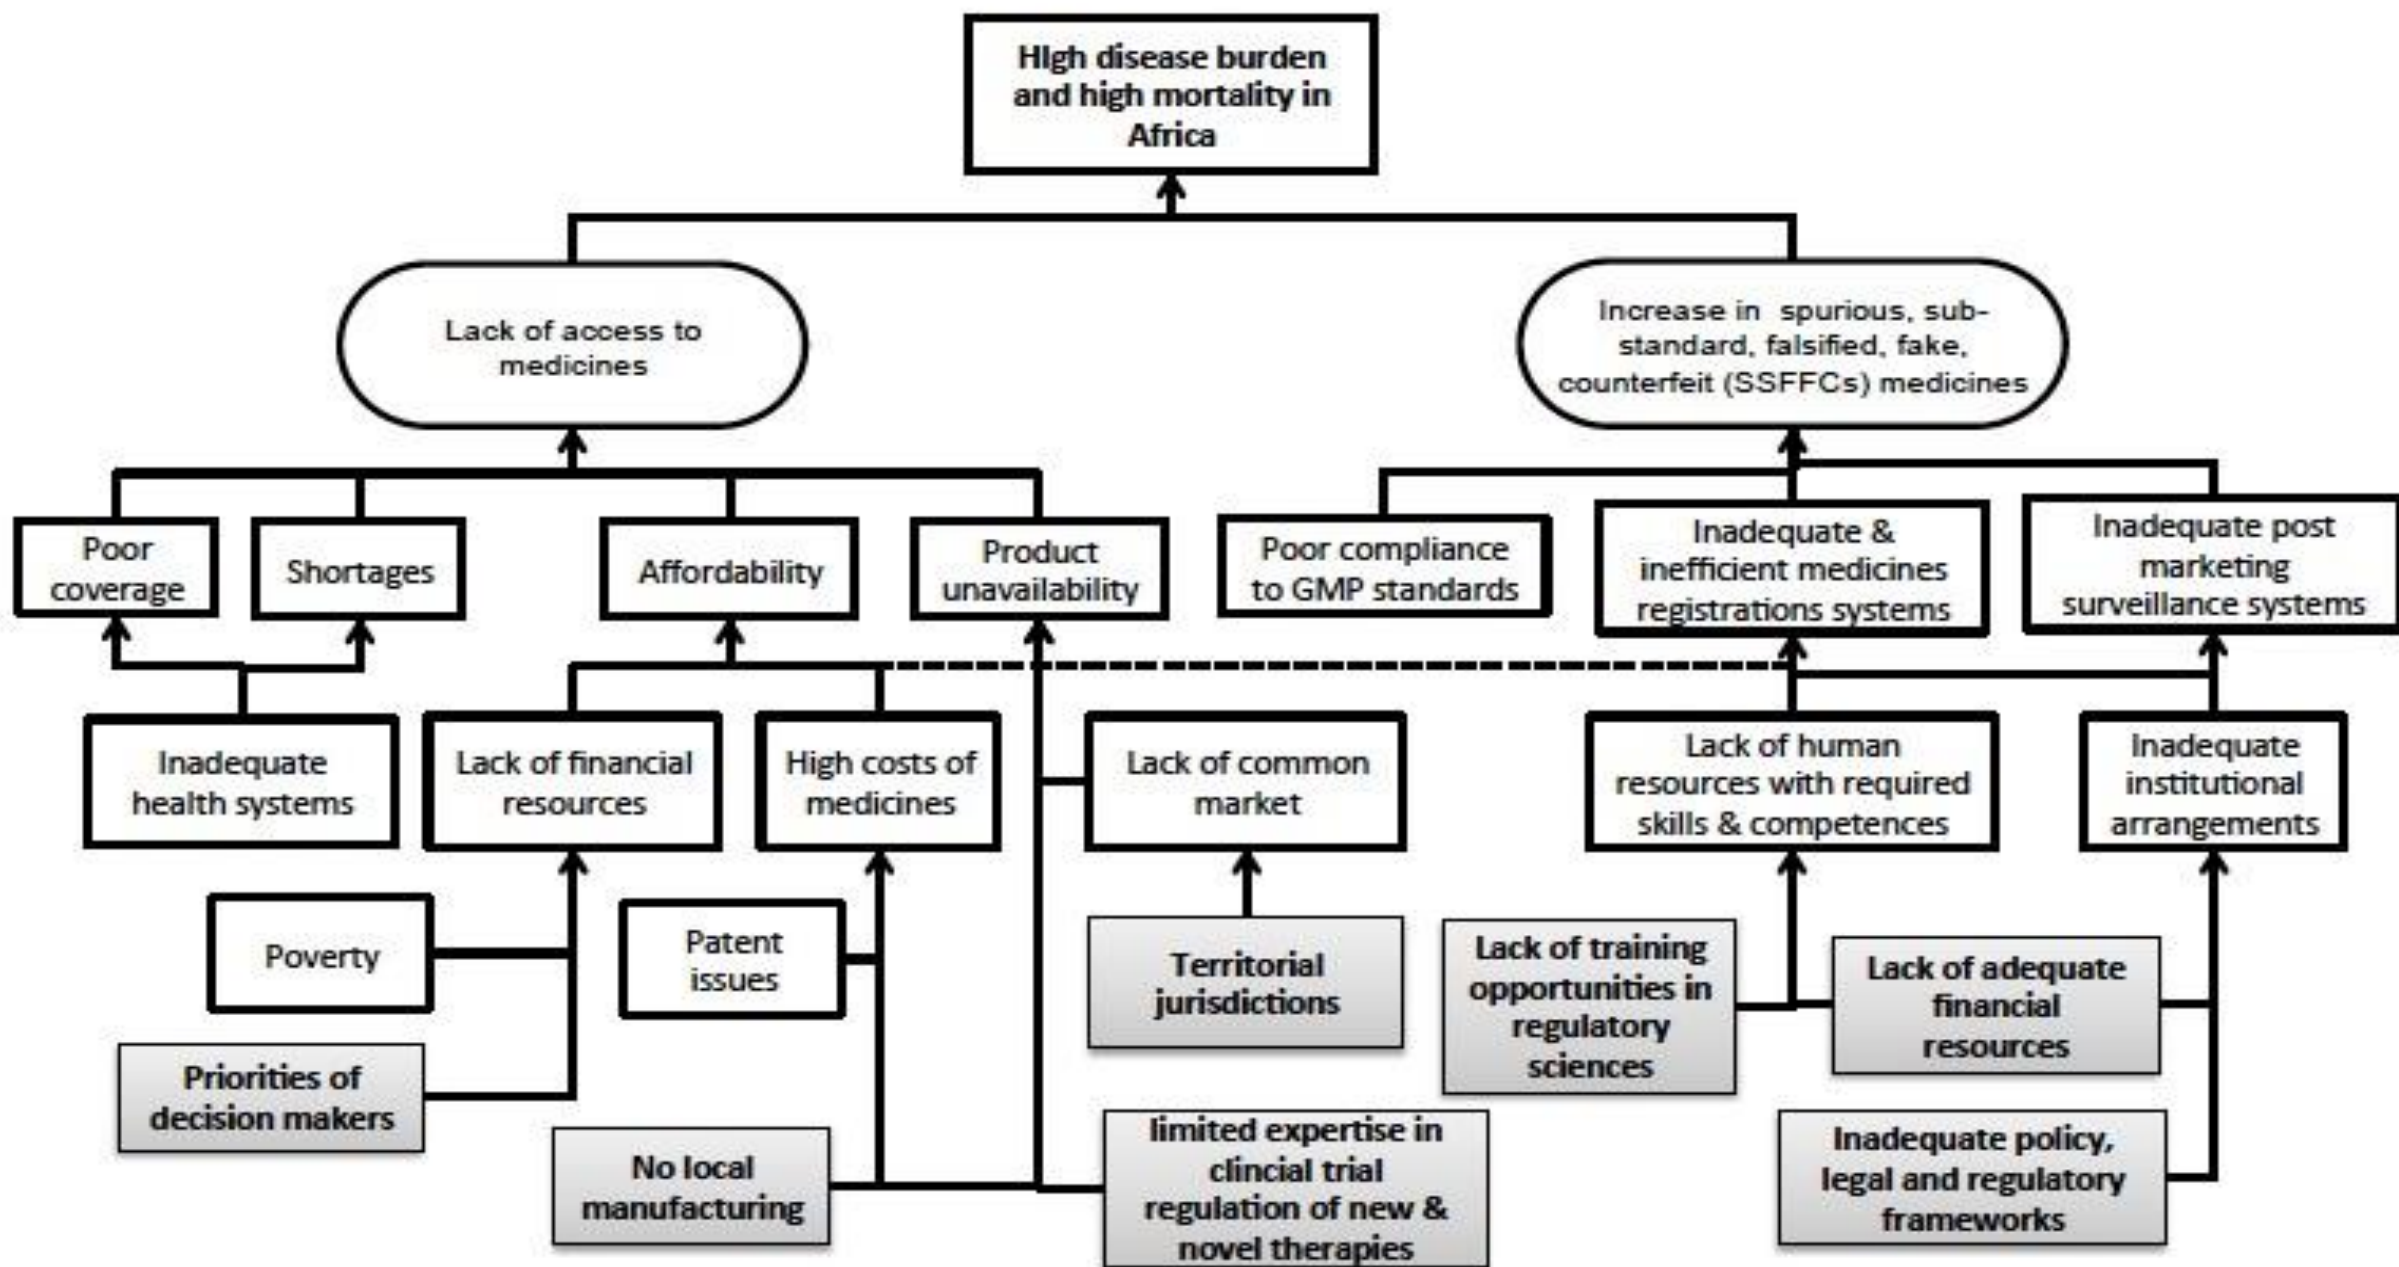 HIgh disease burden
and high mortality in
Africa
Lack of access to
medicines
Increase in spurious, sub-
standard, falsified, fake,
counterfeit (SSFFCs) medicines
Poor
coverage
Shortages
Affordability
Product
unavailability
Poor compliance
to GMP standards
Inadequate &
inefficient medicines
registrations systems
Inadequate post
marketing
surveillance systems
Inadequate
health systems
Lack of financial
resources
High costs of
medicines
Lack of common
market
Lack of human
resources with required
skills & competences
Inadequate
institutional
arrangements
Poverty
Patent
issues
Territorial
jurisdictions
Lack of training
opportunities in
regulatory
sciences
Lack of adequate
financial
resources
Priorities of
decision makers
No local
manufacturing
limited expertise in
clincial trial
regulation of new &
novel therapies
Inadequate policy,
legal and regulatory
frameworks